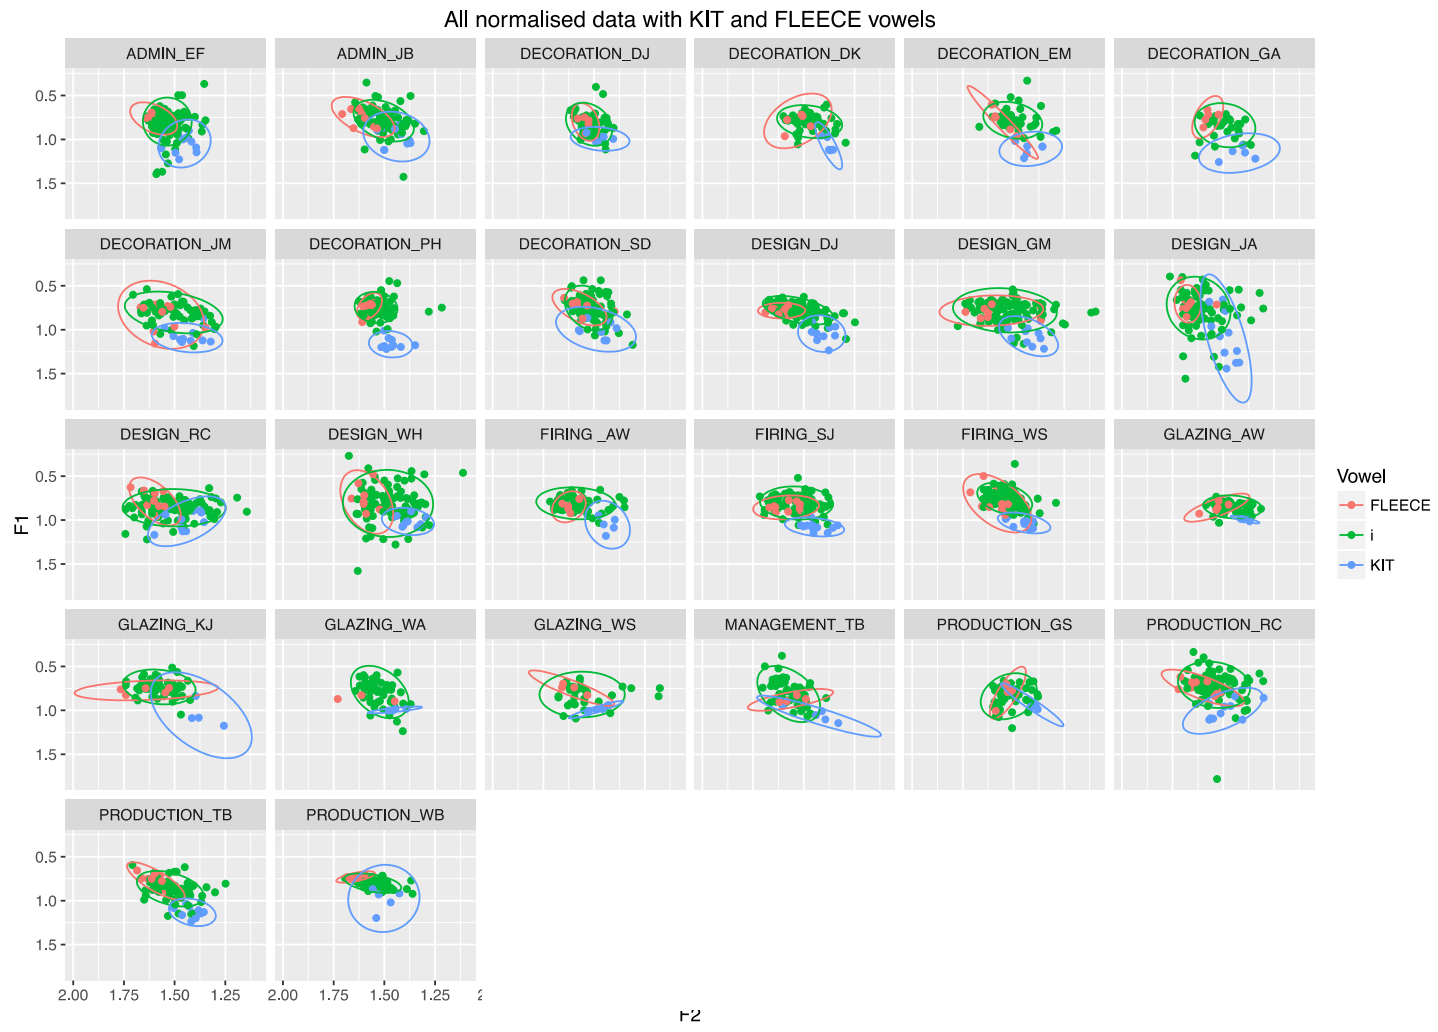 All normalised data with KIT and FLEECE vowels
ADMIN_EF ADMIN_JB DECORATION_DJ DECORATION_DK DECORATION_EM DECORATION_GA
0.5
1.0
1.5
DECORATION_JM DECORATION_PH DECORATION_SD DESIGN_DJ DESIGN_GM DESIGN_JA
0.5
1.0
1.5
DESIGN_RC DESIGN_WH FIRING _AW FIRING_SJ FIRING_WS GLAZING_AW
0.5
1.0
1.5
GLAZING_KJ GLAZING_WA GLAZING_WS MANAGEMENT_TB PRODUCTION_GS PRODUCTION_RC
0.5
1.0
1.5
PRODUCTION_TB PRODUCTION_WB
0.5
1.0
1.5
2.00 1.75 1.50 1.25 2.00 1.75 1.50 1.25
F2
F1
Vowel
FLEECE
i
KIT